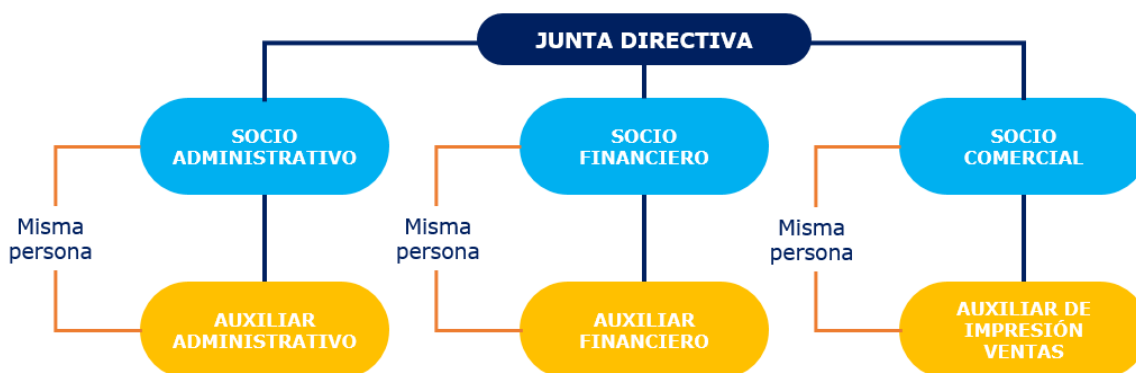 JUNTA DIRECTIVA
SOCIO
ADMINISTRATIVO
SOCIO
FINANCIERO
SOCIO
COMERCIAL
Misma
persona
Misma
persona
Misma
persona
AUXILIAR
ADMINISTRATIVO
AUXILIAR
FINANCIERO
AUXILIAR DE
IMPRESIÓN
VENTAS